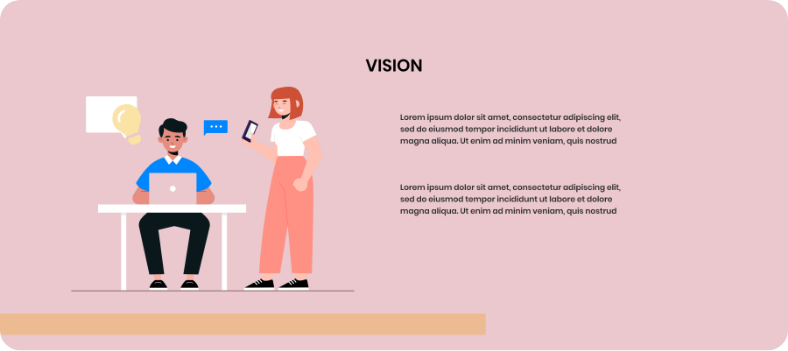 VISION
Lorem ipsum dolor sit amet, consectetur adipiscing elit,
sed do eiusmod tempor incididunt ut labore et dolore
magna aliqua. Ut enim ad minim veniam, quis nostrud
Lorem ipsum dolor sit amet, consectetur adipiscing elit,
sed do eiusmod tempor incididunt ut labore et dolore
magna aliqua. Ut enim ad minim veniam, quis nostrud